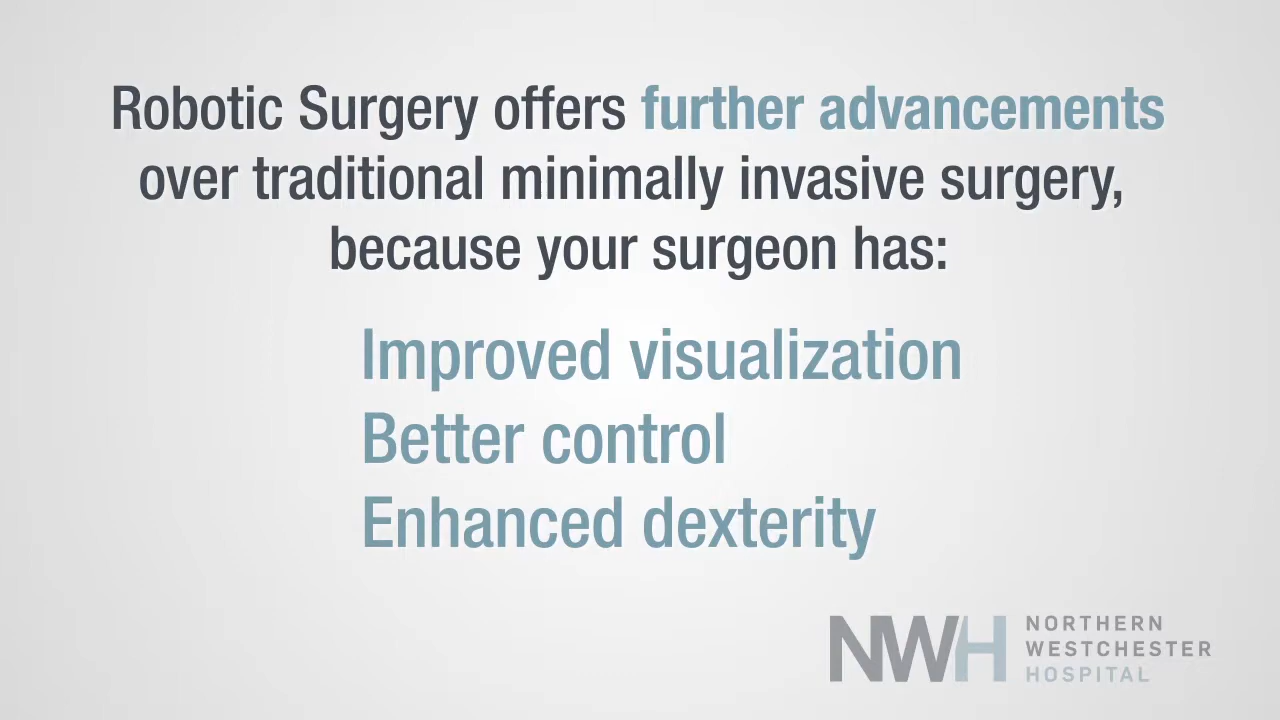 Robotic Surgery offers further advancements
over traditional minimally invasive surgery,
because your surgeon has:
Improved visualization
Better control
Enhanced dexterity
NWH
NORTHERN
WESTCHESTER
HOSPITAL